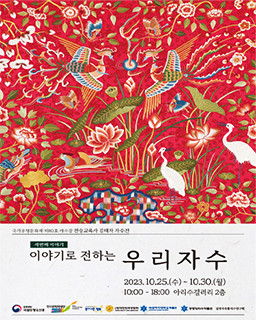 국가무형문화재 제80호 자수장 전승교육사 김태자 자수전
세번째 이야기
이야기로 전하는 우리자수
2023. 10.25.(수) - 10.30.(월)
10:00 - 18:00 아리수갤러리 2층